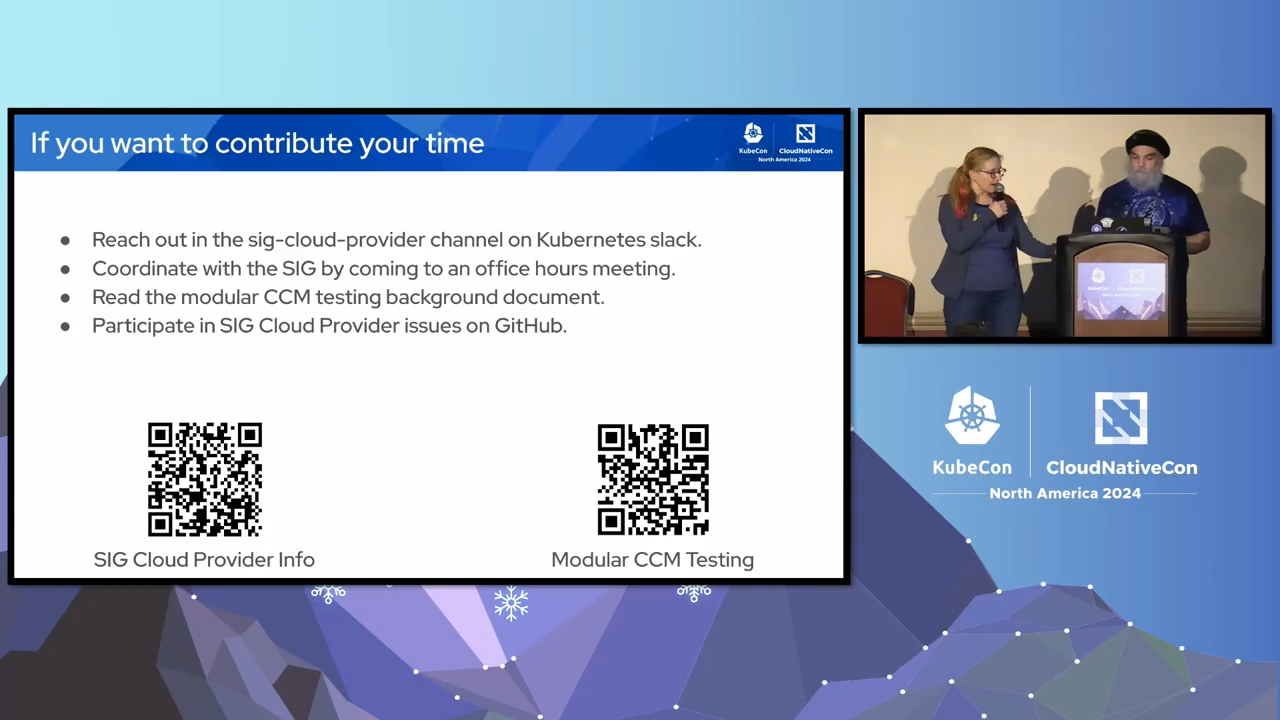 If you want to contribute your time
KubeCon
CloudNativeCon
North America 2024
● Reach out in the sig-cloud-provider channel on Kubernetes slack.
● Coordinate with the SIG by coming to an office hours meeting.
● Read the modular CCM testing background document.
● Participate in SIG Cloud Provider issues on GitHub.
SIG Cloud Provider Info
Modular CCM Testing
KubeCon
CloudNativeCon
North America 2024